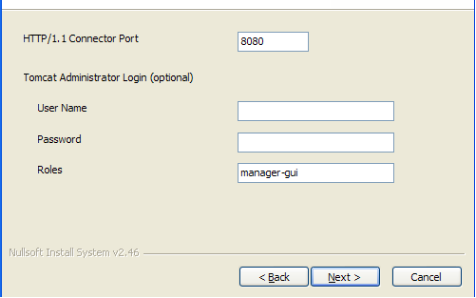 HTTP/1.1 Connector Port
8080
Tomcat Administrator Login (optional)
User Name
Password
Roles
manager-gui
Nullsoft Install System v2.46
< Back
Next >
Cancel